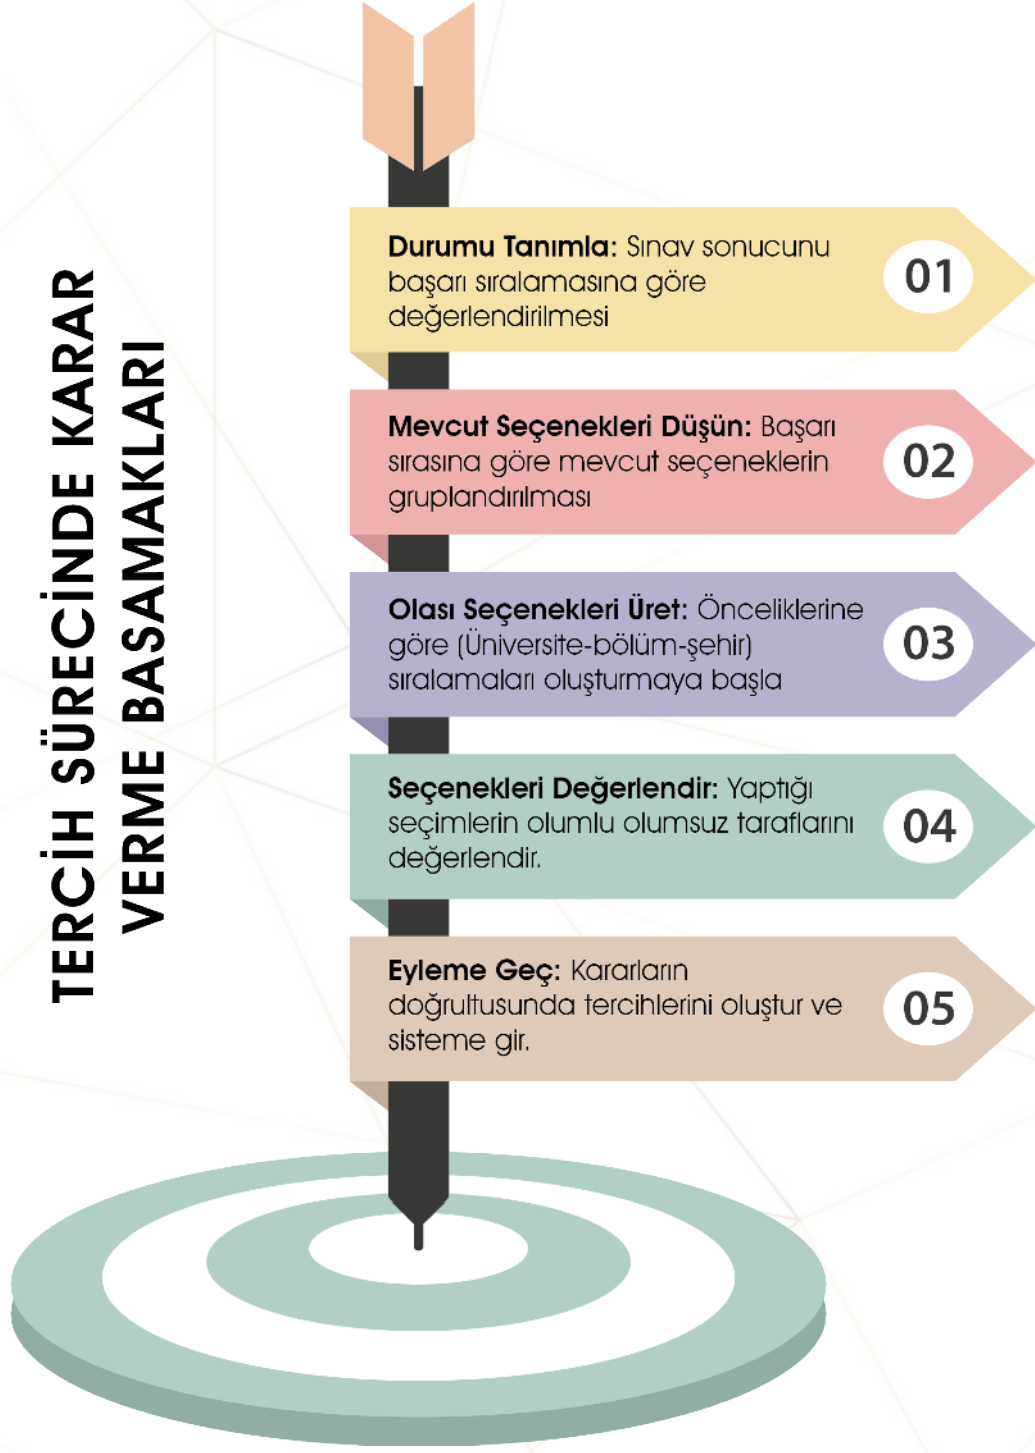 TERCİH SÜRECİNDE KARAR
VERME BASAMAKLARI
Durumu Tanımla: Sınav sonucunu
başarı sıralamasına göre
değerlendirilmesi
01
Mevcut Seçenekleri Düşün: Başarı
sırasına göre mevcut seçeneklerin
gruplandırılması
02
Olası Seçenekleri Üret: Önceliklerine
göre (Üniversite-bölüm-şehir)
sıralamaları oluşturmaya başla
03
Seçenekleri Değerlendir: Yaptığı
seçimlerin olumlu olumsuz taraflarını
değerlendir.
04
Eyleme Geç: Kararların
doğrultusunda tercihlerini oluştur ve
sisteme gir.
05